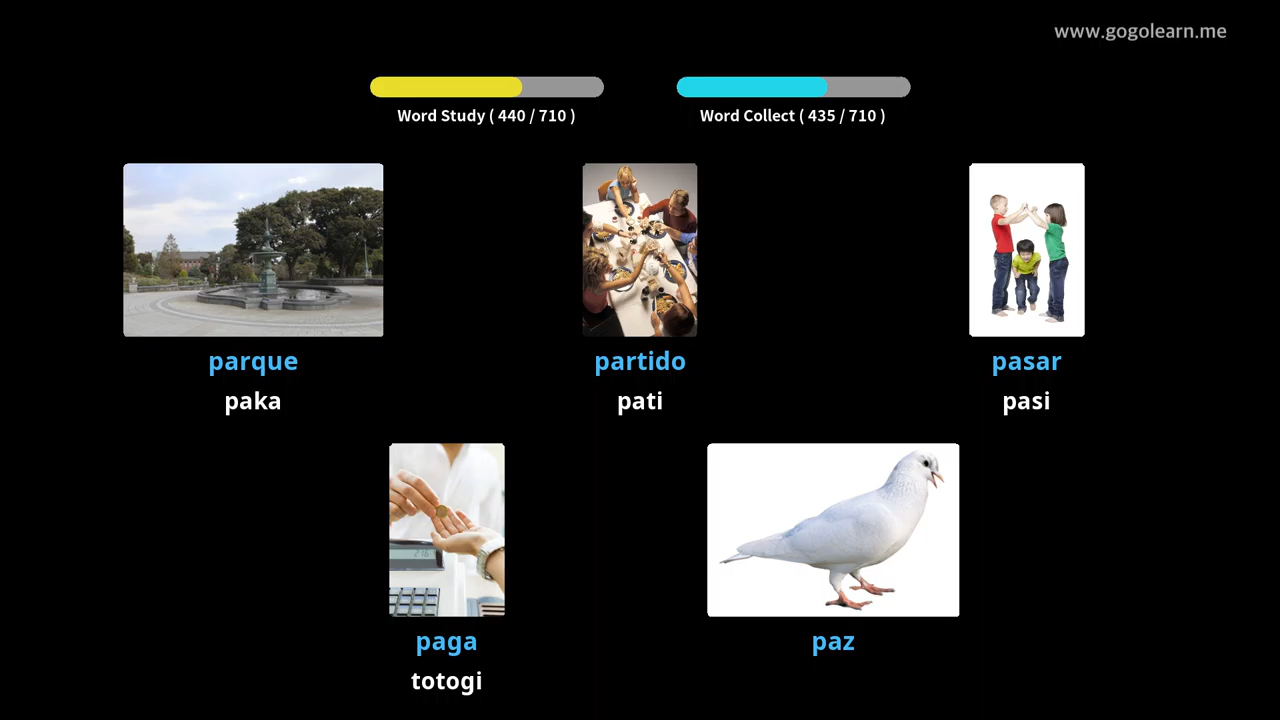 www.gogolearn.me
Word Study ( 440 / 710 )
Word Collect ( 435 / 710 )
parque
paka
partido
pati
pasar
pasi
paga
totogi
paz